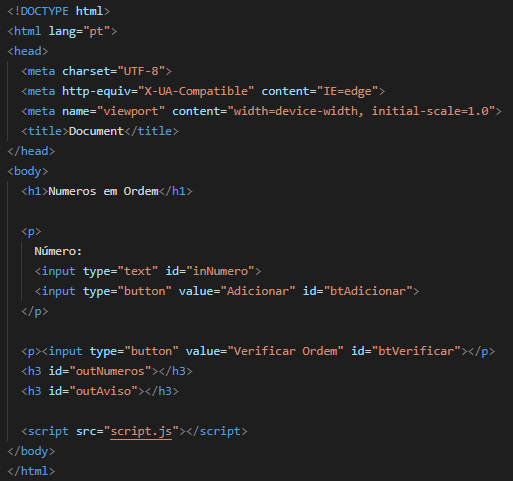 <!DOCTYPE html>
<html lang="pt">
<head>
  <meta charset="UTF-8">
  <meta http-equiv="X-UA-Compatible" content="IE=edge">
  <meta name="viewport" content="width=device-width, initial-scale=1.0">
  <title>Document</title>
</head>
<body>
  <h1>Numeros em Ordem</h1>

  <p>
    Número:
    <input type="text" id="inNumero">
    <input type="button" value="Adicionar" id="btAdicionar">
  </p>

  <p><input type="button" value="Verificar Ordem" id="btVerificar"></p>
  <h3 id="outNumeros"></h3>
  <h3 id="outAviso"></h3>

  <script src="script.js"></script>
</body>
</html>